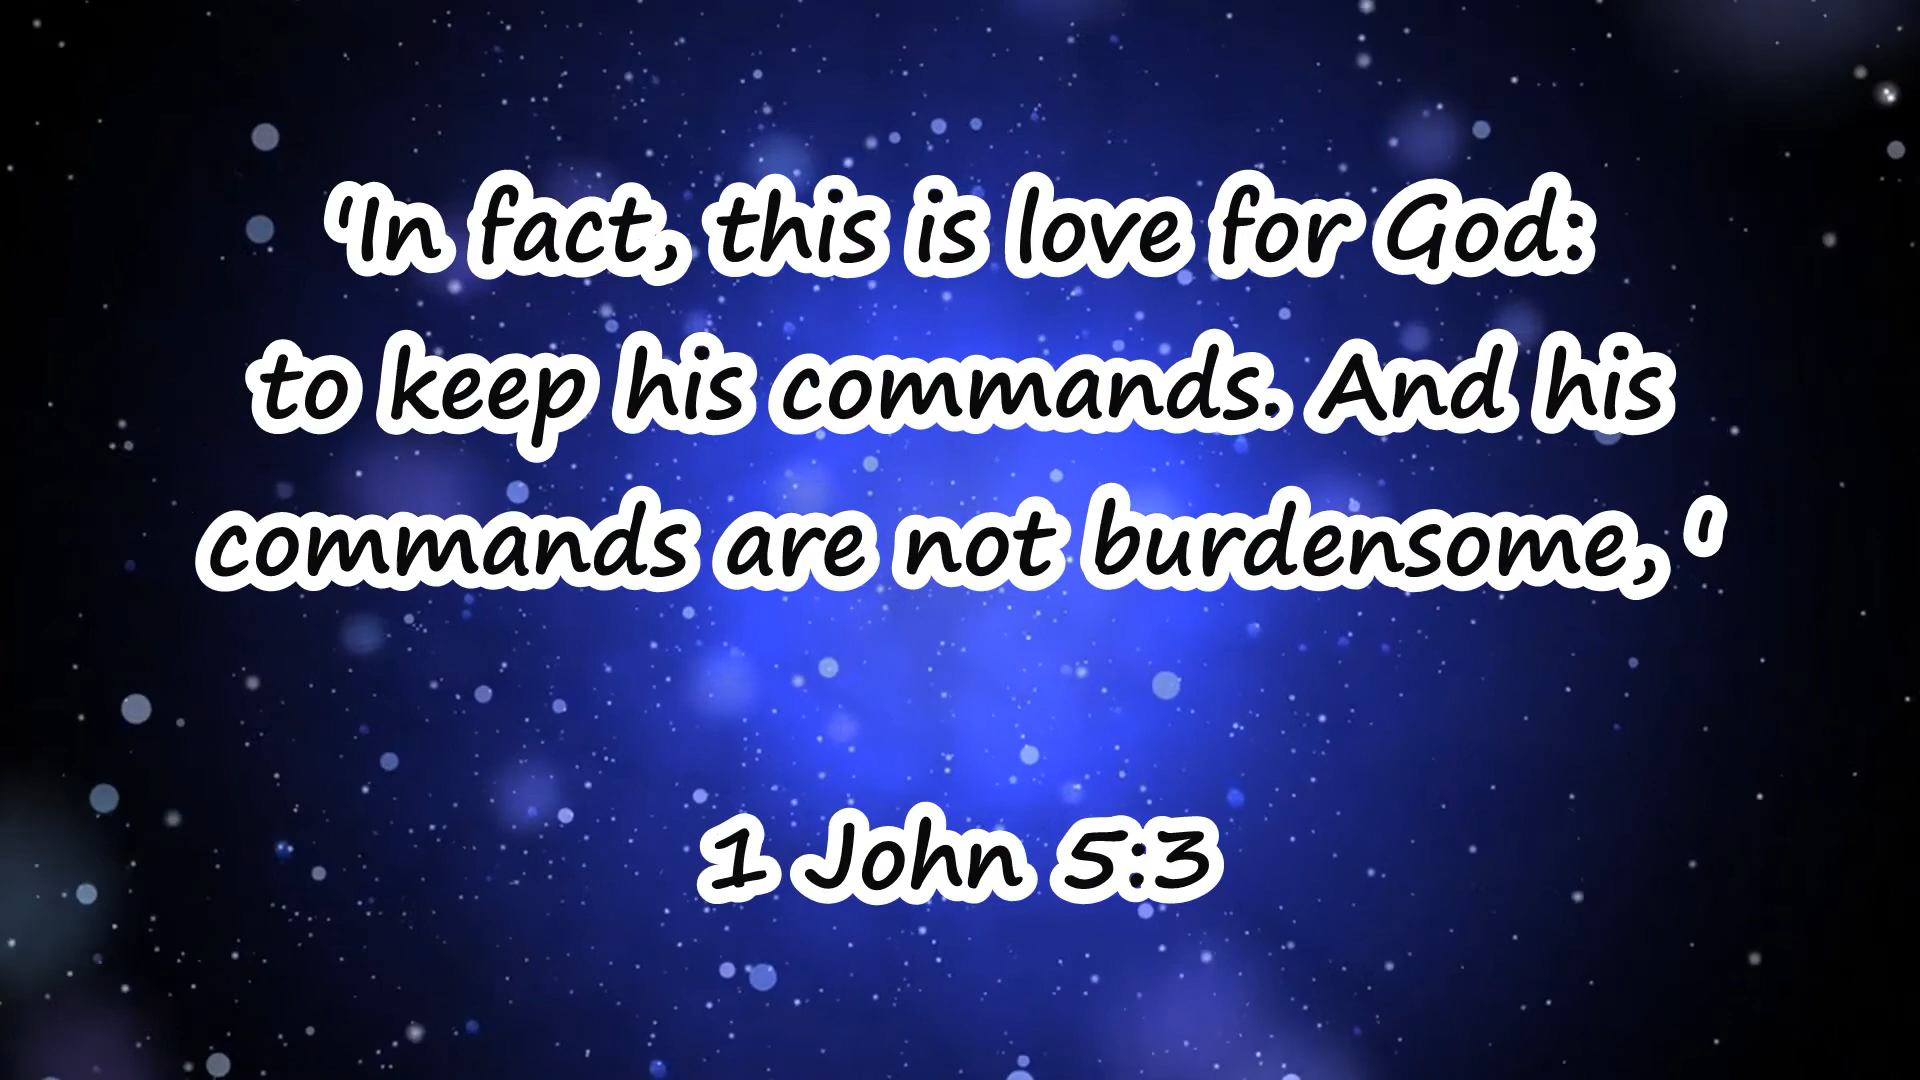 'In fact, this is love for God:
to keep his commands. And his
commands are not burdensome, '
1 John 5:3